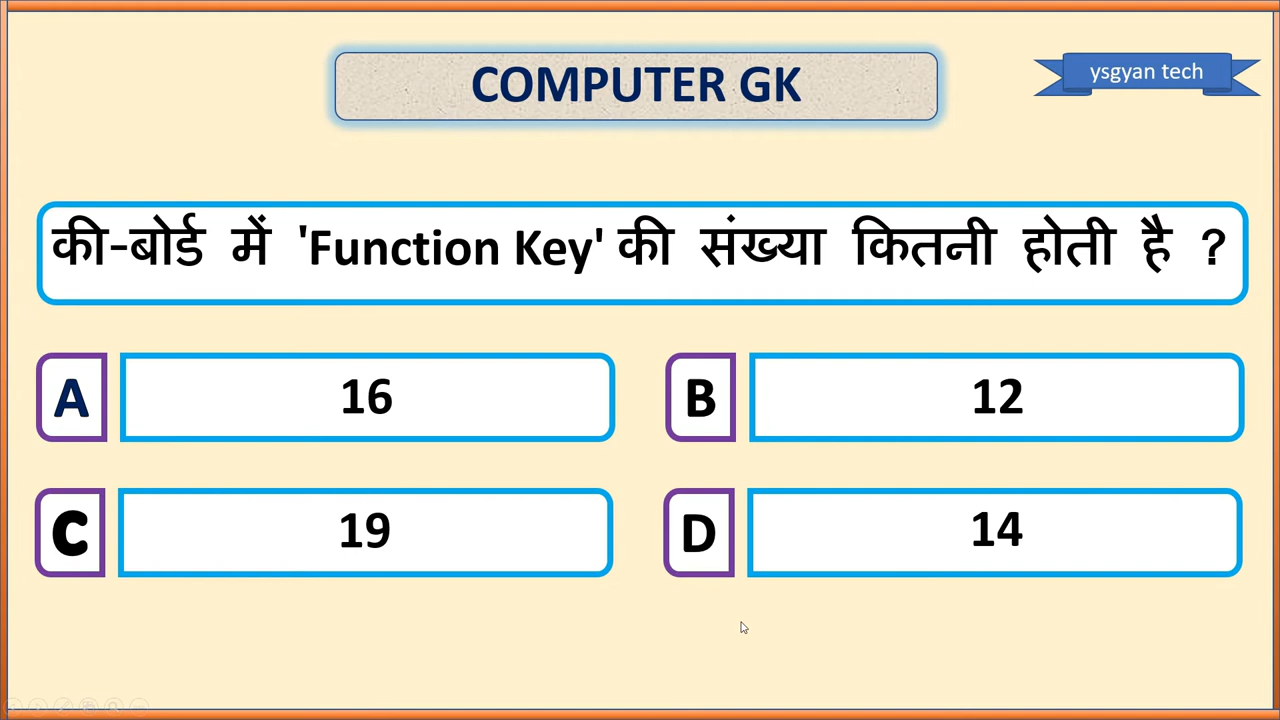 COMPUTER GK
ysgyan tech
की-बोर्ड में 'Function Key' की संख्या कितनी होती है ?
A 16
B 12
C 19
D 14